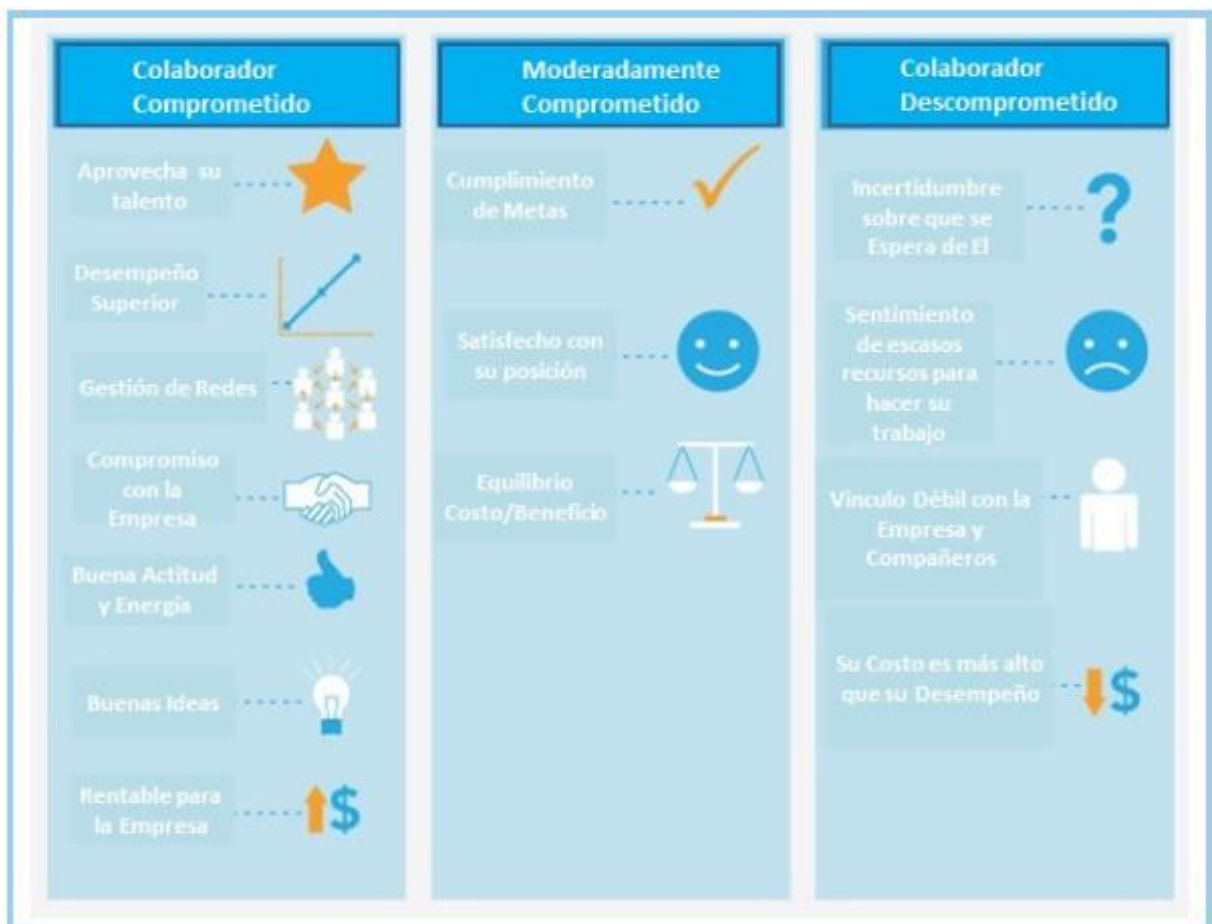 Colaborador
Comprometido
Aprovecha su
talento
Desempeño
Superior
Gestión de Redes
Compromiso
con la
Empresa
Buena Actitud
y Energía
Buenas Ideas
Rentable para
la Empresa
Moderadamente
Comprometido
Cumplimiento
de Metas
Satisfecho con
su posición
Equilibrio
Costo/Beneficio
Colaborador
Descomprometido
Incertidumbre
sobre que se
Espera de El
?
Sentimiento
de escasos
recursos para
hacer su
trabajo
Vinculo Débil con la
Empresa y
Compañeros
Su Costo es más alto
que su Desempeño
$
$